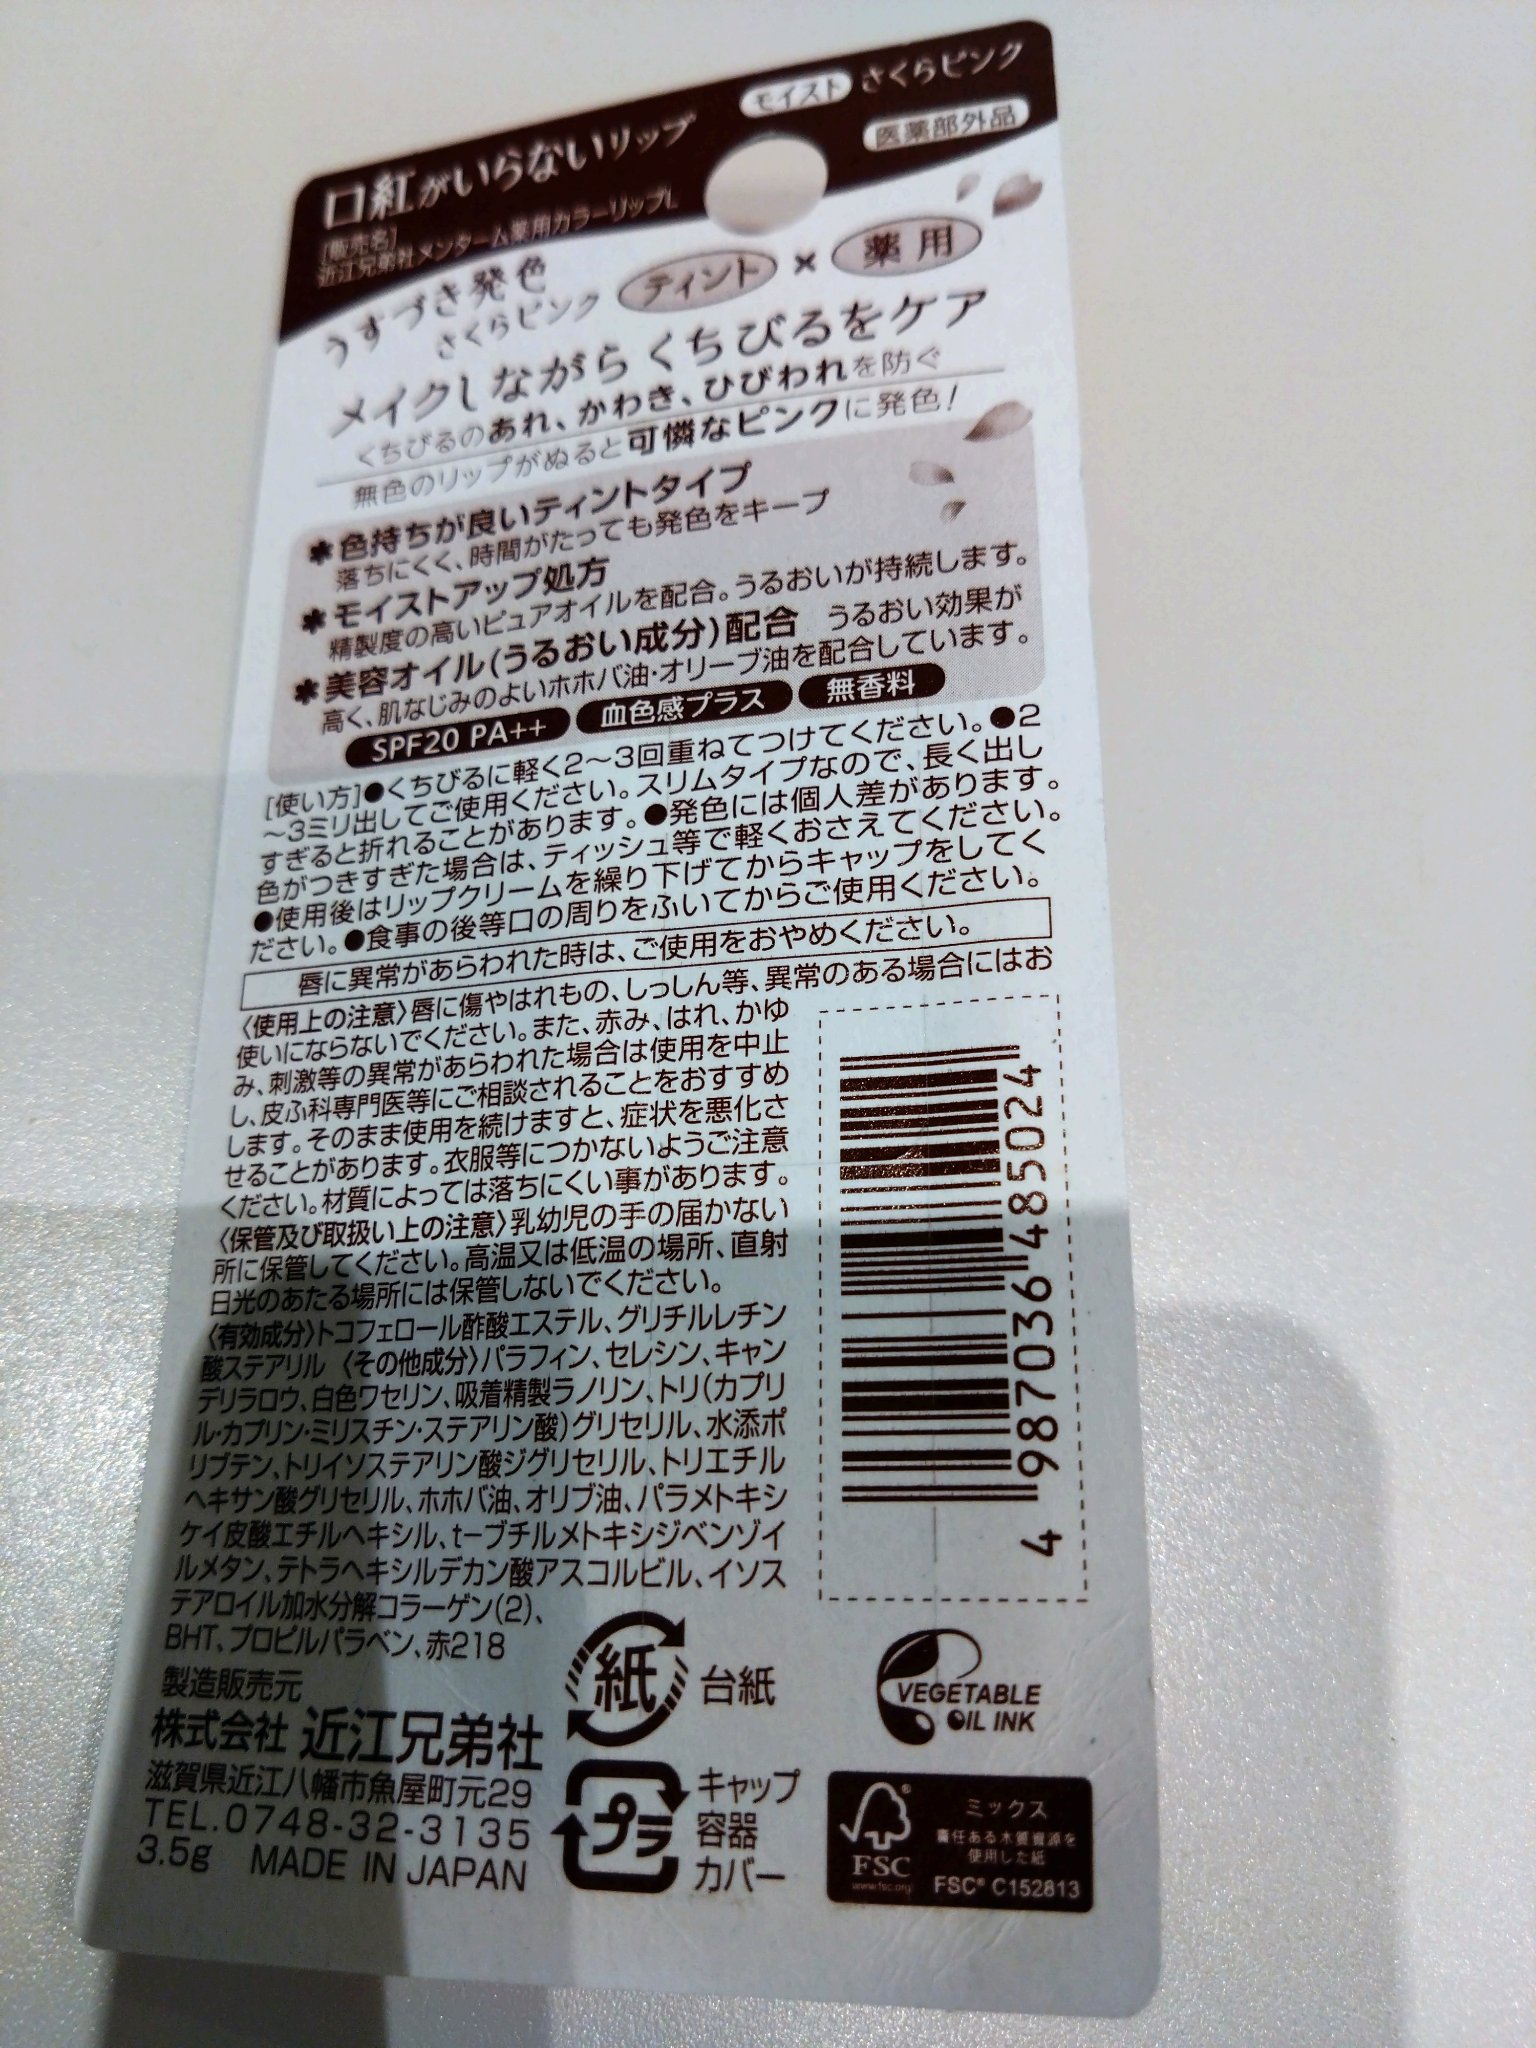 口紅がいらないリップ
モイスト さくらピンク
[販売名]
近江兄弟社メンターム薬用カラーリップL
医薬部外品
うすづき発色
さくらピンク
ティント × 薬用
メイクしながらくちびるをケア
くちびるのあれ、かわき、ひびわれを防ぐ
無色のリップがぬると可憐なピンクに発色!
＊色持ちが良いティントタイプ
落ちにくく、時間がたっても発色をキープ
＊モイストアップ処方
精製度の高いピュアオイルを配合。うるおいが持続します。
＊美容オイル(うるおい成分)配合 うるおい効果が
高く、肌なじみのよいホホバ油・オリーブ油を配合しています。
SPF20 PA++ 血色感プラス 無香料
[使い方]●くちびるに軽く2〜3回重ねてつけてください。●2
〜3ミリ出してご使用ください。スリムタイプなので、長く出し
すぎると折れることがあります。●発色には個人差があります。
色がつきすぎた場合は、ティッシュ等で軽くおさえてください。
●使用後はリップクリームを繰り下げてからキャップをしてく
ださい。●食事の後等口の周りをふいてからご使用ください。
唇に異常があらわれた時は、ご使用をおやめください。
〈使用上の注意〉唇に傷やはれもの、しっしん等、異常のある場合にはお
使いにならないでください。また、赤み、はれ、かゆ
み、刺激等の異常があらわれた場合は使用を中止
し、皮ふ科専門医等にご相談されることをおすすめ
します。そのまま使用を続けますと、症状を悪化さ
せることがあります。衣服等につかないようご注意
ください。材質によっては落ちにくい事があります。
〈保管及び取扱い上の注意〉乳幼児の手の届かない
所に保管してください。高温又は低温の場所、直射
日光のあたる場所には保管しないでください。
〈有効成分〉トコフェロール酢酸エステル、グリチルレチン
酸ステアリル 〈その他成分〉パラフィン、セレシン、キャン
デリラロウ、白色ワセリン、吸着精製ラノリン、トリ(カプリ
ル・カプリン・ミリスチン・ステアリン酸)グリセリル、水添ポ
リブテン、トリイソステアリン酸ジグリセリル、トリエチル
ヘキサン酸グリセリル、ホホバ油、オリブ油、パラメトキシ
ケイ皮酸エチルヘキシル、t-ブチルメトキシジベンゾイ
ルメタン、テトラヘキシルデカン酸アスコルビル、イソス
テアロイル加水分解コラーゲン(2)、
BHT、プロピルパラベン、赤218
4 987036 485024
製造販売元
株式会社 近江兄弟社
滋賀県近江八幡市魚屋町元29
TEL.0748-32-3135
3.5g MADE IN JAPAN
紙 台紙
プラ キャップ
容器
カバー
VEGETABLE
OIL INK
FSC®
www.fsc.org
ミックス
責任ある木質資源を
使用した紙
FSC® C152813